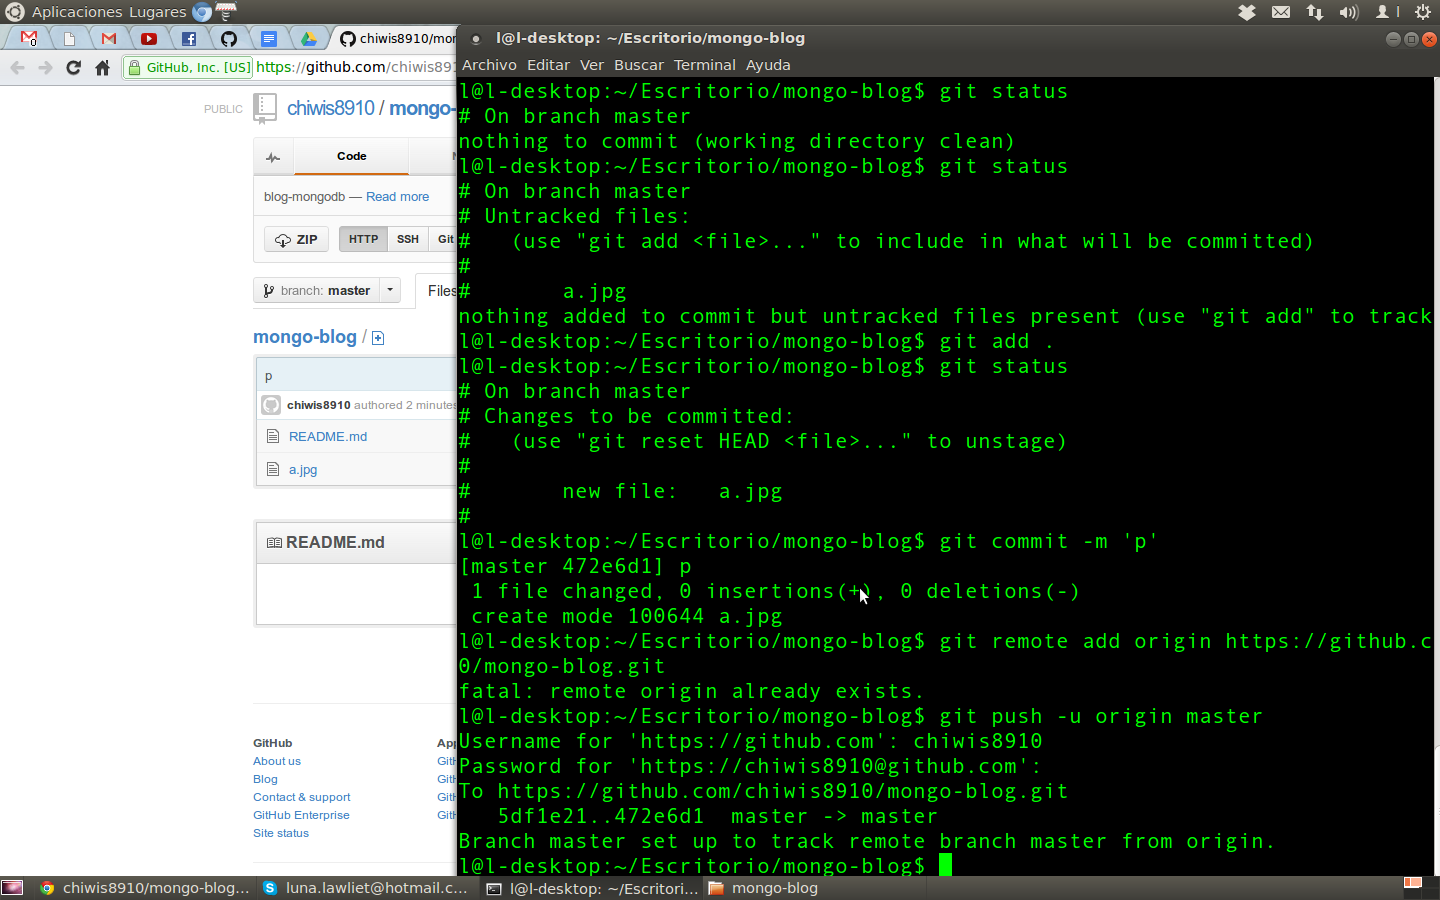 Aplicaciones Lugares
0
chiwis8910/mon
GitHub, Inc. [US] https://github.com/chiwis891
PUBLIC chiwis8910 / mongo-
Code
blog-mongodb — Read more
ZIP HTTP SSH Git
branch: master Files
mongo-blog /
p
chiwis8910 authored 2 minutes
README.md
a.jpg
README.md
GitHub
About us
Blog
Contact & support
GitHub Enterprise
Site status
App
GitH
GitH
GitH
GitH
l@l-desktop: ~/Escritorio/mongo-blog
Archivo Editar Ver Buscar Terminal Ayuda
l@l-desktop:~/Escritorio/mongo-blog$ git status
# On branch master
nothing to commit (working directory clean)
l@l-desktop:~/Escritorio/mongo-blog$ git status
# On branch master
# Untracked files:
#   (use "git add <file>..." to include in what will be committed)
#
#       a.jpg
nothing added to commit but untracked files present (use "git add" to track
l@l-desktop:~/Escritorio/mongo-blog$ git add .
l@l-desktop:~/Escritorio/mongo-blog$ git status
# On branch master
# Changes to be committed:
#   (use "git reset HEAD <file>..." to unstage)
#
#       new file:   a.jpg
#
l@l-desktop:~/Escritorio/mongo-blog$ git commit -m 'p'
[master 472e6d1] p
 1 file changed, 0 insertions(+), 0 deletions(-)
 create mode 100644 a.jpg
l@l-desktop:~/Escritorio/mongo-blog$ git remote add origin https://github.c
0/mongo-blog.git
fatal: remote origin already exists.
l@l-desktop:~/Escritorio/mongo-blog$ git push -u origin master
Username for 'https://github.com': chiwis8910
Password for 'https://chiwis8910@github.com':
To https://github.com/chiwis8910/mongo-blog.git
   5df1e21..472e6d1  master -> master
Branch master set up to track remote branch master from origin.
l@l-desktop:~/Escritorio/mongo-blog$
chiwis8910/mongo-blog... luna.lawliet@hotmail.c... l@l-desktop: ~/Escritori... mongo-blog